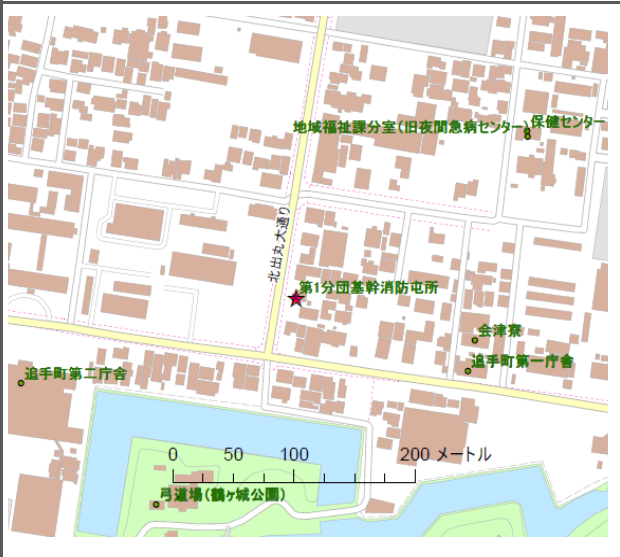 地域福祉課分室(旧夜間急病センター)
保健センター
北出丸大通り
第1分団基幹消防屯所
会津寮
追手町第一庁舎
追手町第二庁舎
0 50 100 200 メートル
弓道場(鶴ヶ城公園)